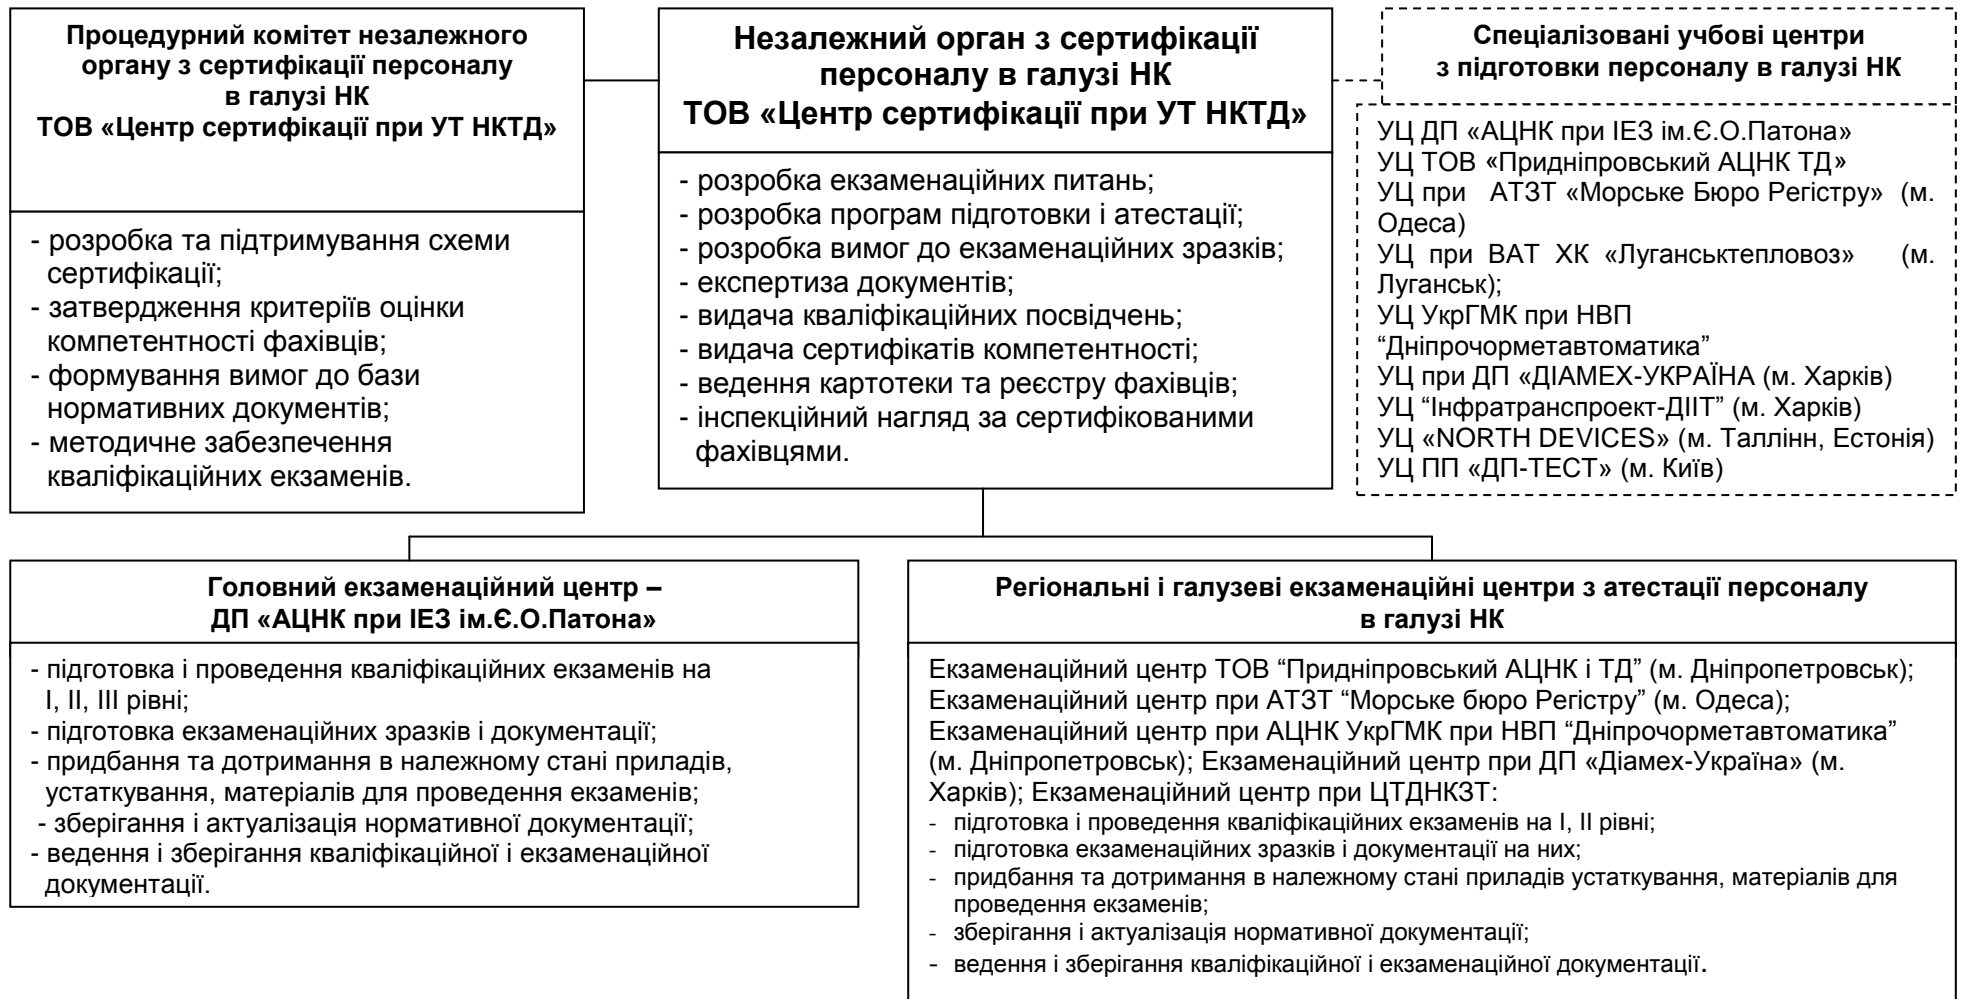 Процедурний комітет незалежного
органу з сертифікації персоналу
в галузі НК
ТОВ «Центр сертифікації при УТ НКТД»
- розробка та підтримування схеми
сертифікації;
- затвердження критеріїв оцінки
компетентності фахівців;
- формування вимог до бази
нормативних документів;
- методичне забезпечення
кваліфікаційних екзаменів.
Незалежний орган з сертифікації
персоналу в галузі НК
ТОВ «Центр сертифікації при УТ НКТД»
- розробка екзаменаційних питань;
- розробка програм підготовки і атестації;
- розробка вимог до екзаменаційних зразків;
- експертиза документів;
- видача кваліфікаційних посвідчень;
- видача сертифікатів компетентності;
- ведення картотеки та реєстру фахівців;
- інспекційний нагляд за сертифікованими
фахівцями.
Спеціалізовані учбові центри
з підготовки персоналу в галузі НК
УЦ ДП «АЦНК при ІЕЗ ім.Є.О.Патона»
УЦ ТОВ «Придніпровський АЦНК ТД»
УЦ при АТЗТ «Морське Бюро Регістру» (м.
Одеса)
УЦ при ВАТ ХК «Луганськтепловоз» (м.
Луганськ);
УЦ УкрГМК при НВП
“Дніпрочорметавтоматика”
УЦ при ДП «ДІАМЕХ-УКРАЇНА (м. Харків)
УЦ “Інфратранспроект-ДІІТ” (м. Харків)
УЦ «NORTH DEVICES» (м. Таллінн, Естонія)
УЦ ПП «ДП-ТЕСТ» (м. Київ)
Головний екзаменаційний центр –
ДП «АЦНК при ІЕЗ ім.Є.О.Патона»
- підготовка і проведення кваліфікаційних екзаменів на
I, II, III рівні;
- підготовка екзаменаційних зразків і документації;
- придбання та дотримання в належному стані приладів,
устаткування, матеріалів для проведення екзаменів;
- зберігання і актуалізація нормативної документації;
- ведення і зберігання кваліфікаційної і екзаменаційної
документації.
Регіональні і галузеві екзаменаційні центри з атестації персоналу
в галузі НК
Екзаменаційний центр ТОВ “Придніпровський АЦНК і ТД” (м. Дніпропетровськ);
Екзаменаційний центр при АТЗТ “Морське бюро Регістру” (м. Одеса);
Екзаменаційний центр при АЦНК УкрГМК при НВП “Дніпрочорметавтоматика”
(м. Дніпропетровськ); Екзаменаційний центр при ДП «Діамех-Україна» (м.
Харків); Екзаменаційний центр при ЦТДНКЗТ:
- підготовка і проведення кваліфікаційних екзаменів на I, II рівні;
- підготовка екзаменаційних зразків і документації на них;
- придбання та дотримання в належному стані приладів устаткування, матеріалів для
проведення екзаменів;
- зберігання і актуалізація нормативної документації;
- ведення і зберігання кваліфікаційної і екзаменаційної документації.